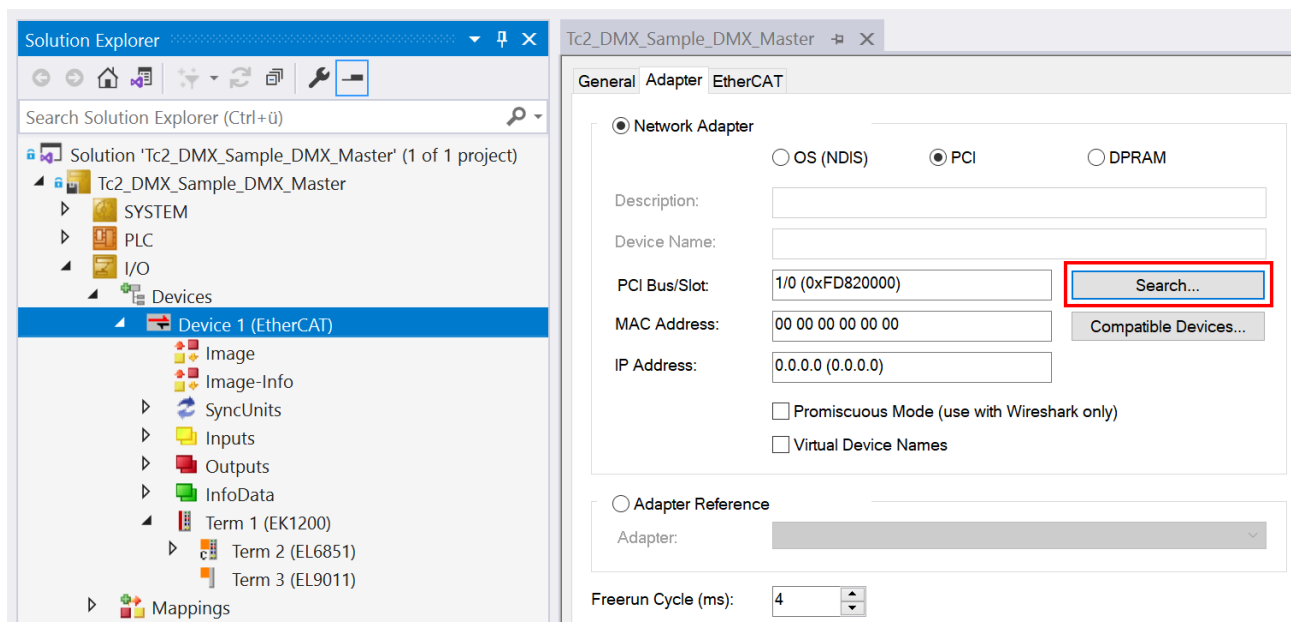 Solution Explorer
Search Solution Explorer (Ctrl+ü)
Solution 'Tc2_DMX_Sample_DMX_Master' (1 of 1 project)
Tc2_DMX_Sample_DMX_Master
SYSTEM
PLC
I/O
Devices
Device 1 (EtherCAT)
Image
Image-Info
SyncUnits
Inputs
Outputs
InfoData
Term 1 (EK1200)
Term 2 (EL6851)
Term 3 (EL9011)
Mappings
Tc2_DMX_Sample_DMX_Master
General Adapter EtherCAT
Network Adapter
OS (NDIS) PCI DPRAM
Description:
Device Name:
PCI Bus/Slot: 1/0 (0xFD820000) Search...
MAC Address: 00 00 00 00 00 00 Compatible Devices...
IP Address: 0.0.0.0 (0.0.0.0)
Promiscuous Mode (use with Wireshark only)
Virtual Device Names
Adapter Reference
Adapter:
Freerun Cycle (ms): 4